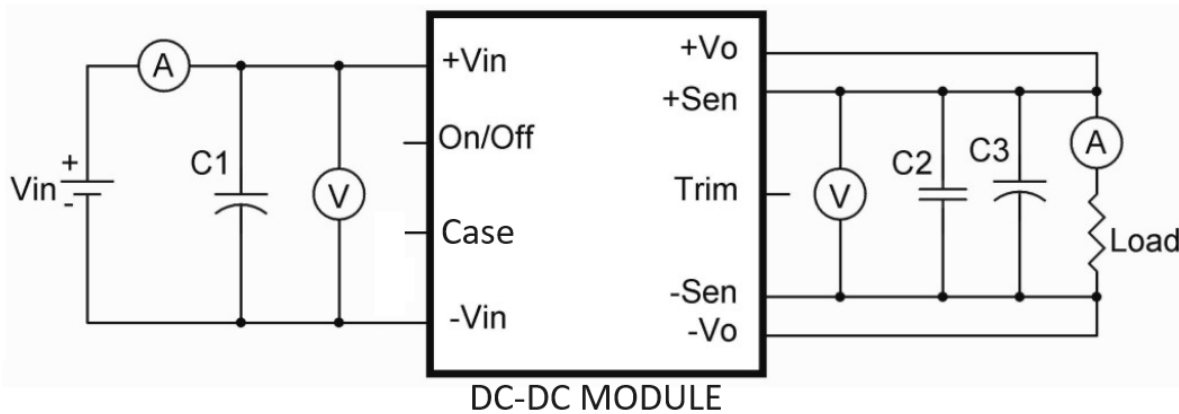 A
+Vin
+Vo
+Sen
On/Off
C1
V
+
Vin
-
Case
-Vin
Trim
V
C2
C3
A
Load
-Sen
-Vo
DC-DC MODULE